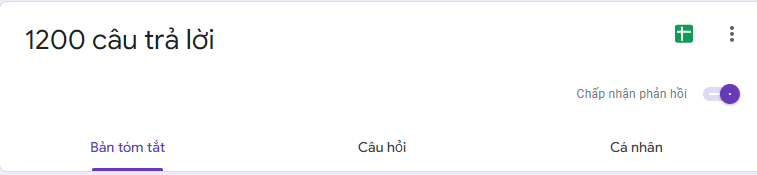 1200 câu trả lời
Chấp nhận phản hồi
Bản tóm tắt
Câu hỏi
Cá nhân